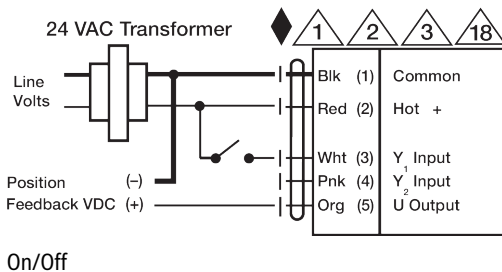 24 VAC Transformer
1 2 3 18
Line
Volts
Blk (1) Common
Red (2) Hot +
Wht (3) Y1 Input
Pnk (4) Y2 Input
Org (5) U Output
Position (–)
Feedback VDC (+)
On/Off